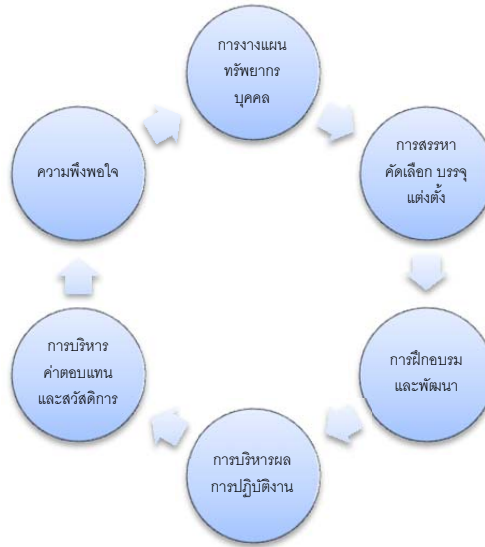 การงางแผน
ทรัพยากร
บุคคล
การสรรหา
คัดเลือก บรรจุ
แต่งตั้ง
การฝึกอบรม
และพัฒนา
การบริหารผล
การปฏิบัติงาน
การบริหาร
ค่าตอบแทน
และสวัสดิการ
ความพึงพอใจ